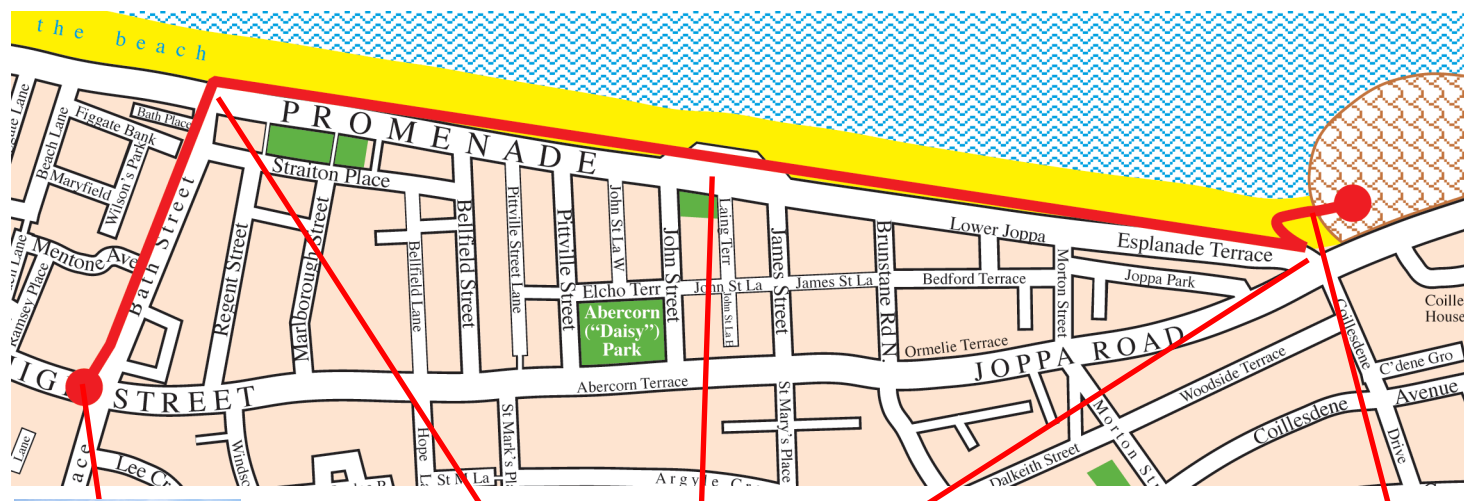 the beach
PROMENADE
Beach Lane
Figgate Bank
Bath Place
Wilson's Park
Maryfield
Mentone Ave
Ramsey Place
Bath Street
Straiton Place
Regent Street
Marlborough Street
Bellfield Lane
Bellfield Street
Pittville Street Lane
Pittville Street
John St La W
John Street
Laing Terr
James Street
Elcho Terr
John St La
John St La E
James St La
Abercorn
("Daisy")
Park
Brunstane Rd N
Lower Joppa
Esplanade Terrace
Bedford Terrace
Morton Street
Joppa Park
Ormelie Terrace
JOPPA ROAD
Abercorn Terrace
STREET
Lane
Lee
Hope
St M La
St Mark's Place
St Mary's Place
Argyle
Dalkeith Street
Morton St
Woodside Terrace
Coillesdene
Avenue
Coillesdene
Drive
C'dene Gro
Coille
House